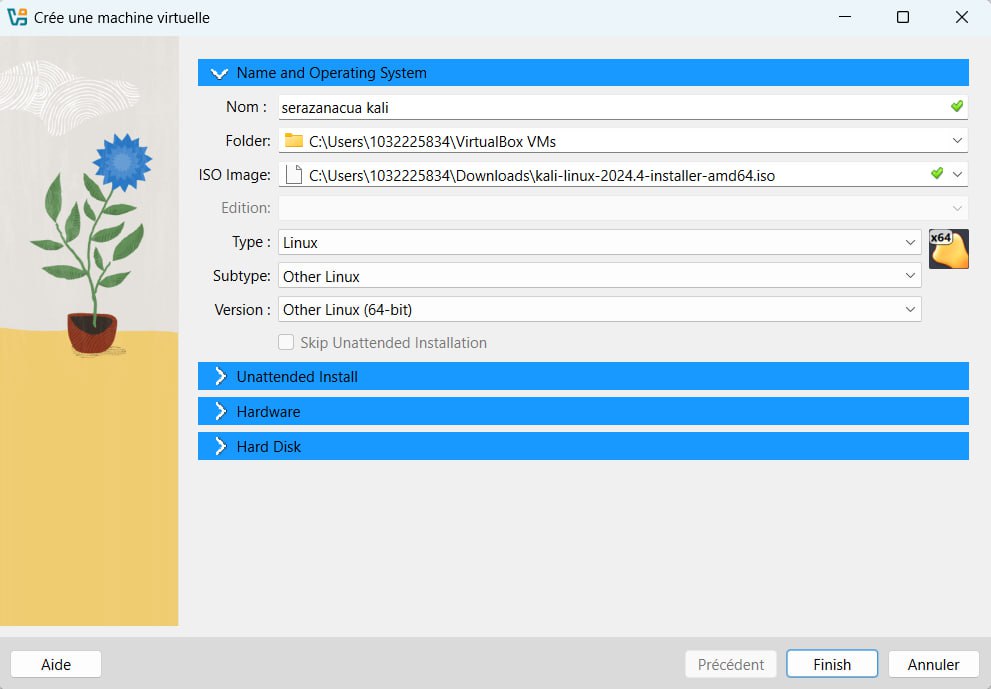 Crée une machine virtuelle
Name and Operating System
Nom : serazanacua kali
Folder: C:\Users\1032225834\VirtualBox VMs
ISO Image: C:\Users\1032225834\Downloads\kali-linux-2024.4-installer-amd64.iso
Edition:
Type : Linux
x64
Subtype: Other Linux
Version : Other Linux (64-bit)
Skip Unattended Installation
Unattended Install
Hardware
Hard Disk
Aide Précédent Finish Annuler